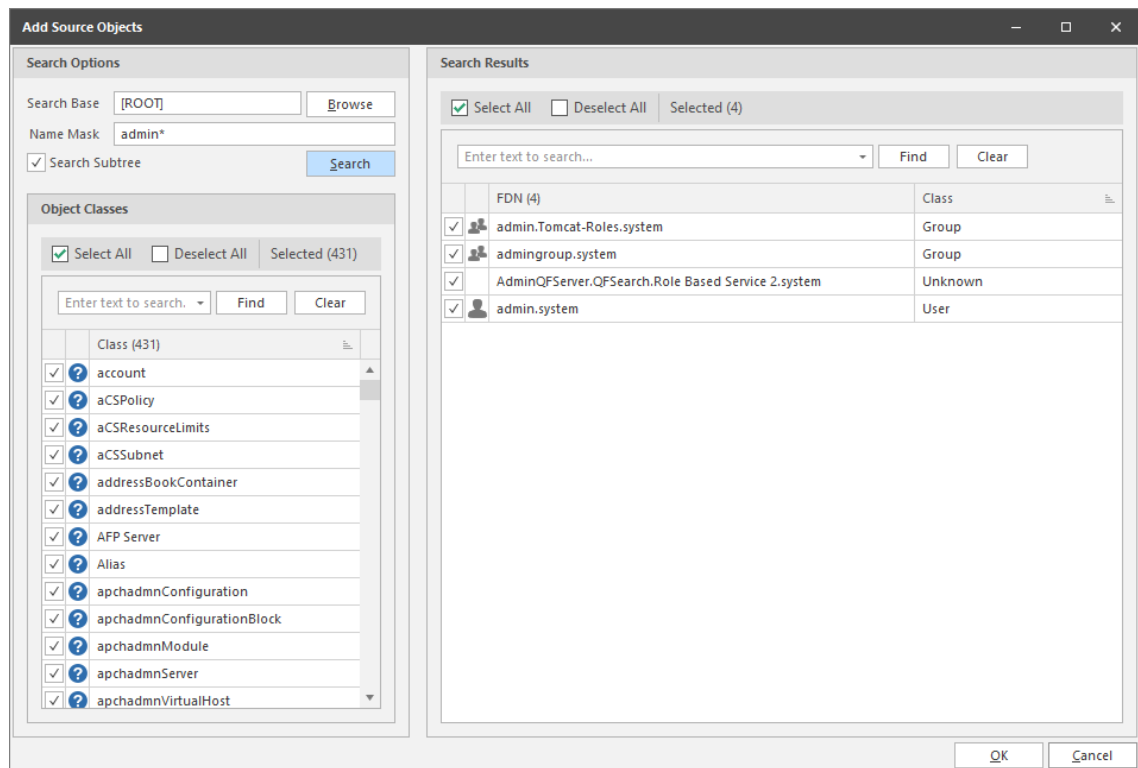 Add Source Objects
Search Options
Search Base [ROOT] Browse
Name Mask admin*
Search Subtree Search
Object Classes
Select All Deselect All Selected (431)
Enter text to search. Find Clear
Class (431)
account
aCSPolicy
aCSResourceLimits
aCSSubnet
addressBookContainer
addressTemplate
AFP Server
Alias
apchadmnConfiguration
apchadmnConfigurationBlock
apchadmnModule
apchadmnServer
apchadmnVirtualHost
Search Results
Select All Deselect All Selected (4)
Enter text to search... Find Clear
FDN (4) Class
admin.Tomcat-Roles.system Group
admingroup.system Group
AdminQFServer.QFSearch.Role Based Service 2.system Unknown
admin.system User
OK Cancel